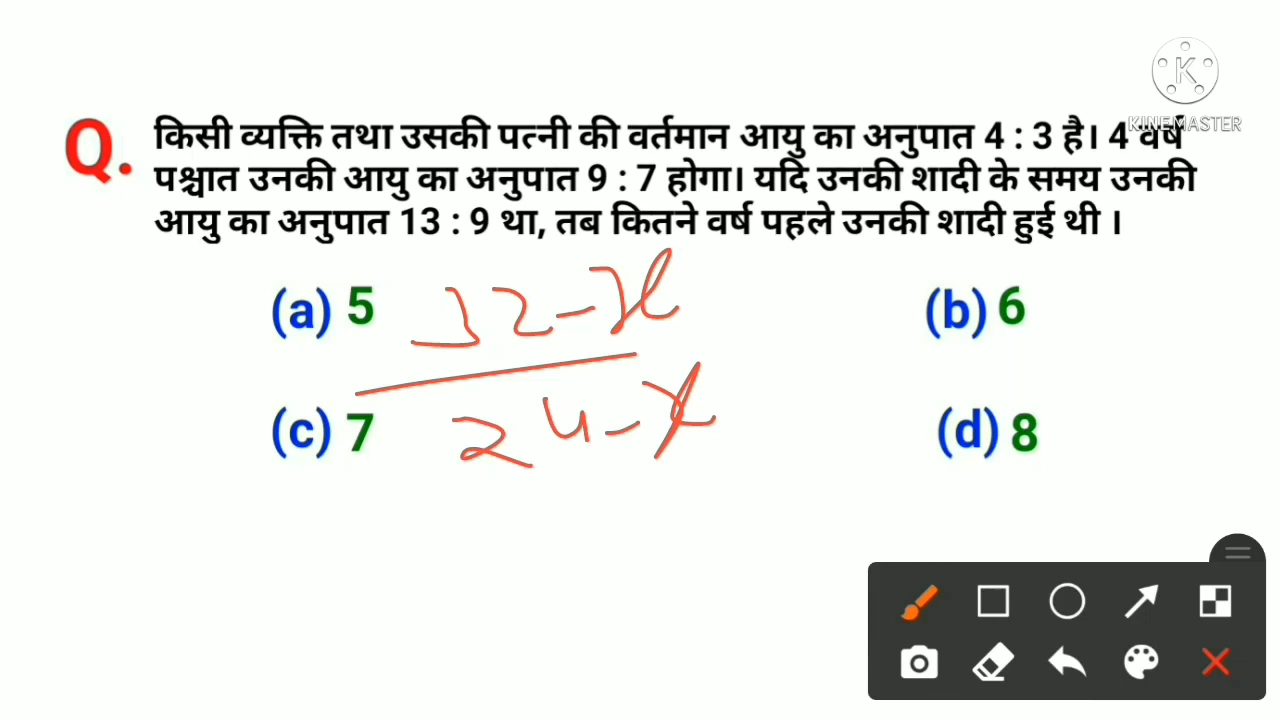 KINEMASTER
Q. किसी व्यक्ति तथा उसकी पत्नी की वर्तमान आयु का अनुपात 4 : 3 है। 4 वर्ष
पश्चात उनकी आयु का अनुपात 9 : 7 होगा। यदि उनकी शादी के समय उनकी
आयु का अनुपात 13 : 9 था, तब कितने वर्ष पहले उनकी शादी हुई थी ।
(a) 5 (b) 6
32-x
(c) 7 (d) 8
24-x